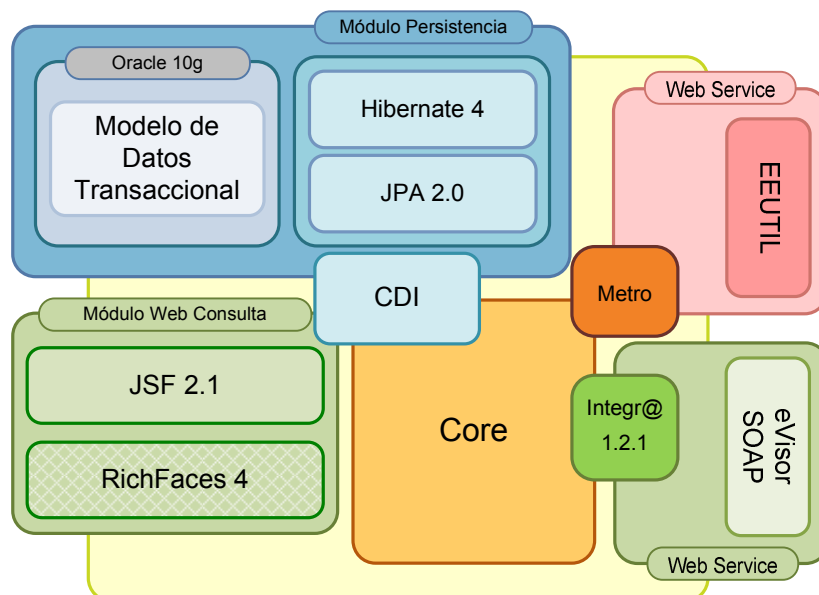 Módulo Persistencia
Oracle 10g
Modelo de
Datos
Transaccional
Hibernate 4
JPA 2.0
Web Service
EEUTIL
CDI
Metro
Módulo Web Consulta
JSF 2.1
RichFaces 4
Core
Integr@
1.2.1
eVisor
SOAP
Web Service